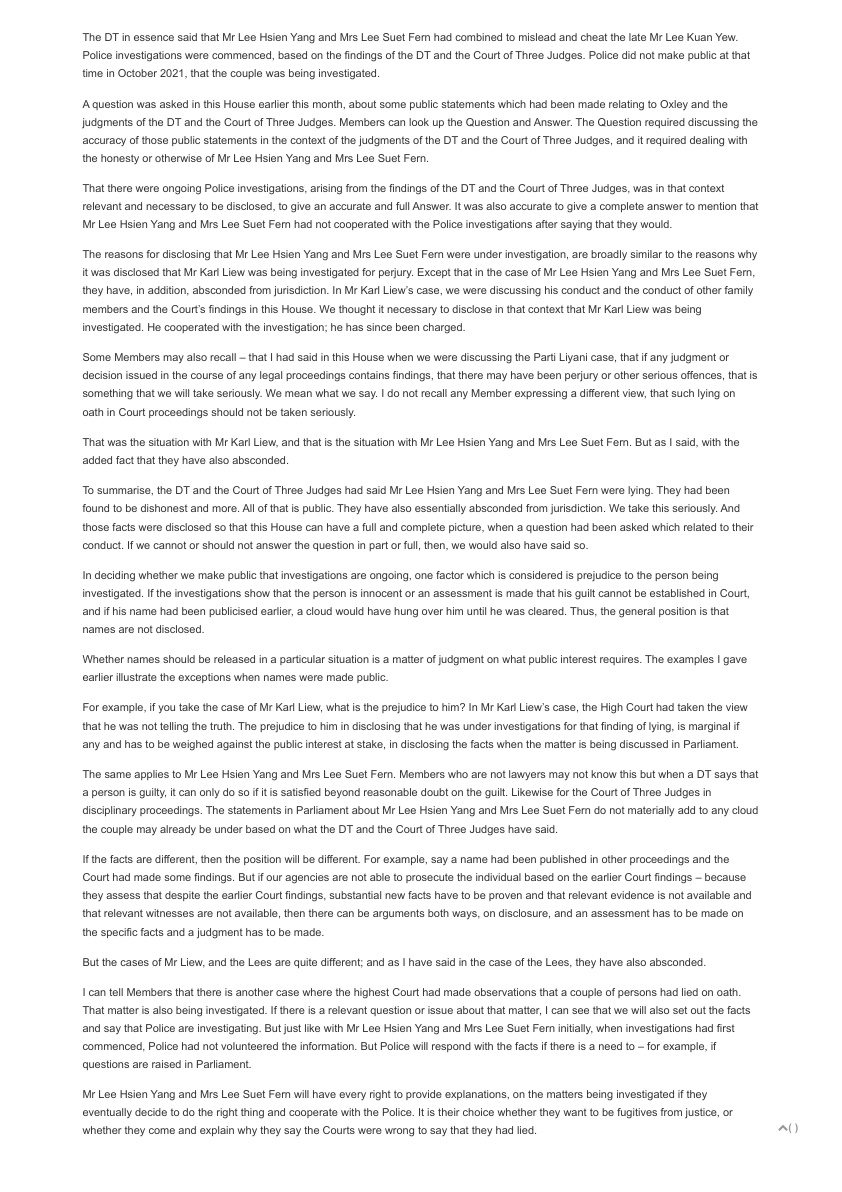 The DT in essence said that Mr Lee Hsien Yang and Mrs Lee Suet Fern had combined to mislead and cheat the late Mr Lee Kuan Yew.
Police investigations were commenced, based on the findings of the DT and the Court of Three Judges. Police did not make public at that
time in October 2021, that the couple was being investigated.
A question was asked in this House earlier this month, about some public statements which had been made relating to Oxley and the
judgments of the DT and the Court of Three Judges. Members can look up the Question and Answer. The Question required discussing the
accuracy of those public statements in the context of the judgments of the DT and the Court of Three Judges, and it required dealing with
the honesty or otherwise of Mr Lee Hsien Yang and Mrs Lee Suet Fern.
That there were ongoing Police investigations, arising from the findings of the DT and the Court of Three Judges, was in that context
relevant and necessary to be disclosed, to give an accurate and full Answer. It was also accurate to give a complete answer to mention that
Mr Lee Hsien Yang and Mrs Lee Suet Fern had not cooperated with the Police investigations after saying that they would.
The reasons for disclosing that Mr Lee Hsien Yang and Mrs Lee Suet Fern were under investigation, are broadly similar to the reasons why
it was disclosed that Mr Karl Liew was being investigated for perjury. Except that in the case of Mr Lee Hsien Yang and Mrs Lee Suet Fern,
they have, in addition, absconded from jurisdiction. In Mr Karl Liew's case, we were discussing his conduct and the conduct of other family
members and the Court's findings in this House. We thought it necessary to disclose in that context that Mr Karl Liew was being
investigated. He cooperated with the investigation; he has since been charged.
Some Members may also recall – that I had said in this House when we were discussing the Parti Liyani case, that if any judgment or
decision issued in the course of any legal proceedings contains findings, that there may have been perjury or other serious offences, that is
something that we will take seriously. We mean what we say. I do not recall any Member expressing a different view, that such lying on
oath in Court proceedings should not be taken seriously.
That was the situation with Mr Karl Liew, and that is the situation with Mr Lee Hsien Yang and Mrs Lee Suet Fern. But as I said, with the
added fact that they have also absconded.
To summarise, the DT and the Court of Three Judges had said Mr Lee Hsien Yang and Mrs Lee Suet Fern were lying. They had been
found to be dishonest and more. All of that is public. They have also essentially absconded from jurisdiction. We take this seriously. And
those facts were disclosed so that this House can have a full and complete picture, when a question had been asked which related to their
conduct. If we cannot or should not answer the question in part or full, then, we would also have said so.
In deciding whether we make public that investigations are ongoing, one factor which is considered is prejudice to the person being
investigated. If the investigations show that the person is innocent or an assessment is made that his guilt cannot be established in Court,
and if his name had been publicised earlier, a cloud would have hung over him until he was cleared. Thus, the general position is that
names are not disclosed.
Whether names should be released in a particular situation is a matter of judgment on what public interest requires. The examples I gave
earlier illustrate the exceptions when names were made public.
For example, if you take the case of Mr Karl Liew, what is the prejudice to him? In Mr Karl Liew's case, the High Court had taken the view
that he was not telling the truth. The prejudice to him in disclosing that he was under investigations for that finding of lying, is marginal if
any and has to be weighed against the public interest at stake, in disclosing the facts when the matter is being discussed in Parliament.
The same applies to Mr Lee Hsien Yang and Mrs Lee Suet Fern. Members who are not lawyers may not know this but when a DT says that
a person is guilty, it can only do so if it is satisfied beyond reasonable doubt on the guilt. Likewise for the Court of Three Judges in
disciplinary proceedings. The statements in Parliament about Mr Lee Hsien Yang and Mrs Lee Suet Fern do not materially add to any cloud
the couple may already be under based on what the DT and the Court of Three Judges have said.
If the facts are different, then the position will be different. For example, say a name had been published in other proceedings and the
Court had made some findings. But if our agencies are not able to prosecute the individual based on the earlier Court findings – because
they assess that despite the earlier Court findings, substantial new facts have to be proven and that relevant evidence is not available and
that relevant witnesses are not available, then there can be arguments both ways, on disclosure, and an assessment has to be made on
the specific facts and a judgment has to be made.
But the cases of Mr Liew, and the Lees are quite different; and as I have said in the case of the Lees, they have also absconded.
I can tell Members that there is another case where the highest Court had made observations that a couple of persons had lied on oath.
That matter is also being investigated. If there is a relevant question or issue about that matter, I can see that we will also set out the facts
and say that Police are investigating. But just like with Mr Lee Hsien Yang and Mrs Lee Suet Fern initially, when investigations had first
commenced, Police had not volunteered the information. But Police will respond with the facts if there is a need to – for example, if
questions are raised in Parliament.
Mr Lee Hsien Yang and Mrs Lee Suet Fern will have every right to provide explanations, on the matters being investigated if they
eventually decide to do the right thing and cooperate with the Police. It is their choice whether they want to be fugitives from justice, or
whether they come and explain why they say the Courts were wrong to say that they had lied.
( )